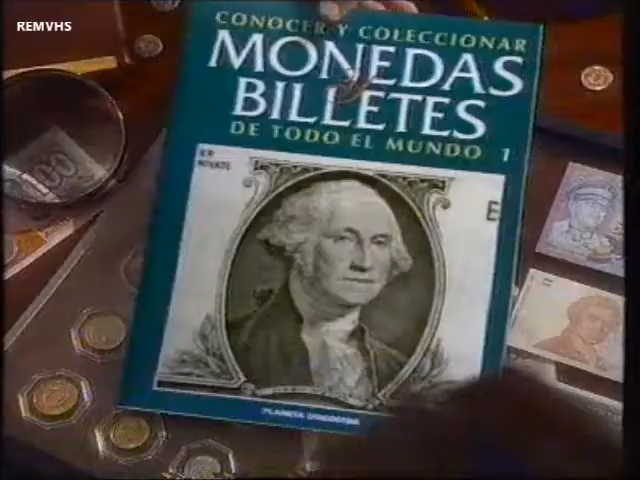 REMVHS
CONOCER Y COLECCIONAR
MONEDAS
BILLETES
DE TODO EL MUNDO 1
E
PLANETA DEAGOSTINI